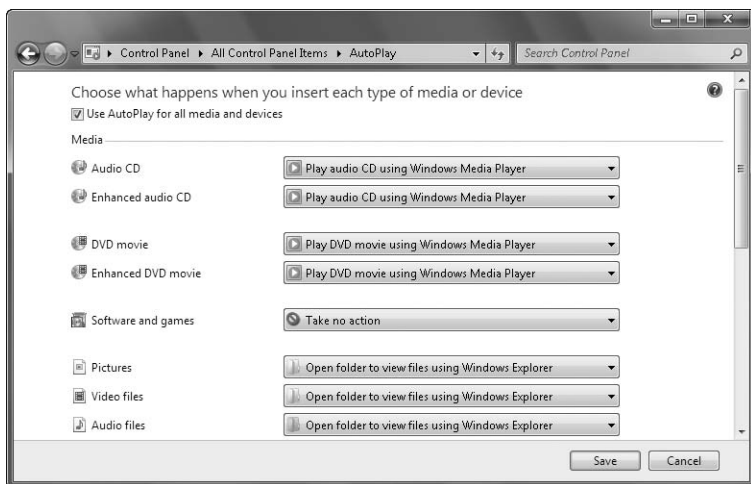 Control Panel All Control Panel Items AutoPlay
Search Control Panel
Choose what happens when you insert each type of media or device
Use AutoPlay for all media and devices
Media
Audio CD
Play audio CD using Windows Media Player
Enhanced audio CD
Play audio CD using Windows Media Player
DVD movie
Play DVD movie using Windows Media Player
Enhanced DVD movie
Play DVD movie using Windows Media Player
Software and games
Take no action
Pictures
Open folder to view files using Windows Explorer
Video files
Open folder to view files using Windows Explorer
Audio files
Open folder to view files using Windows Explorer
Save
Cancel